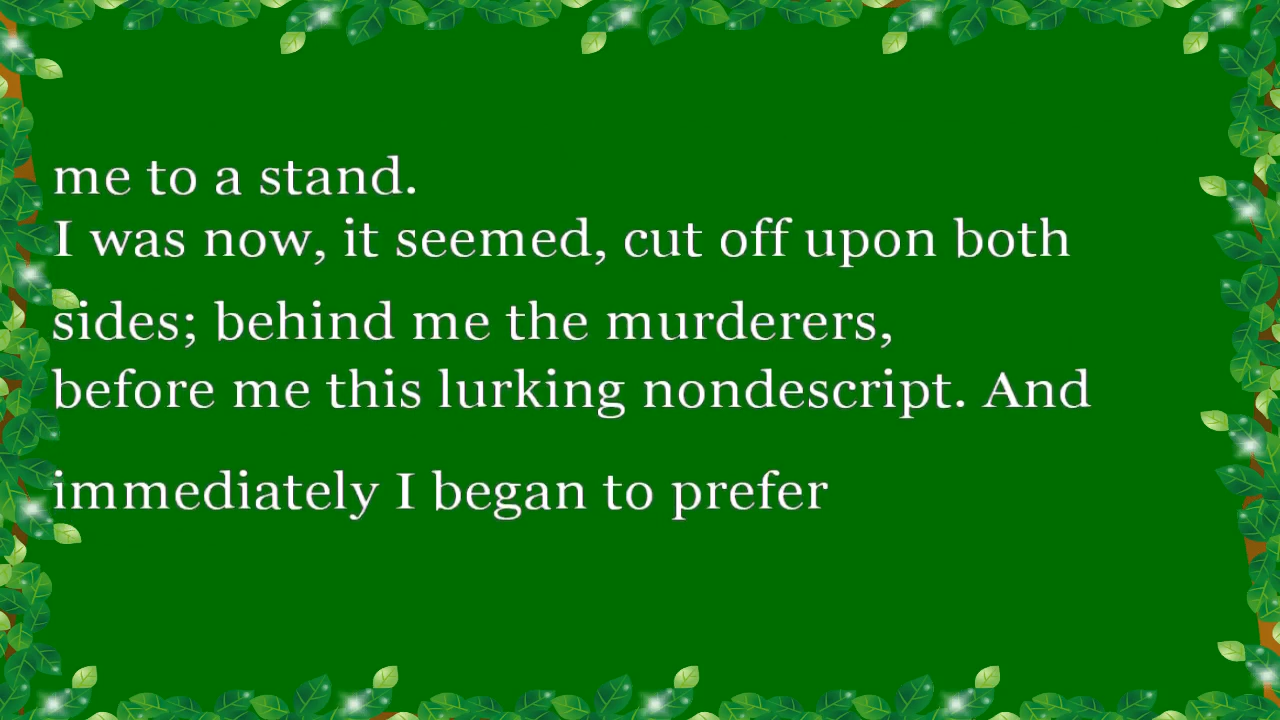 me to a stand.
I was now, it seemed, cut off upon both
sides; behind me the murderers,
before me this lurking nondescript. And
immediately I began to prefer